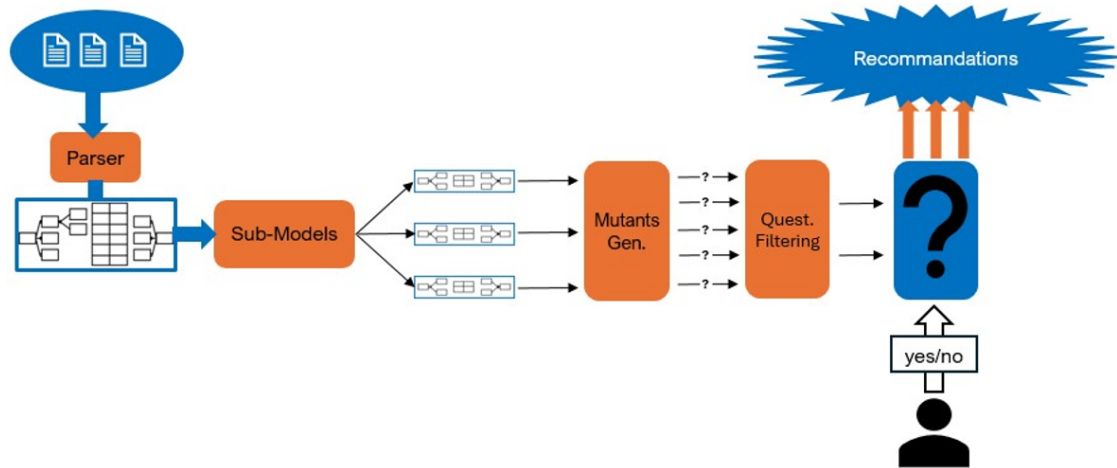 Recommandations
Parser
Sub-Models
Mutants
Gen.
?
?
?
?
?
Quest.
Filtering
?
yes/no